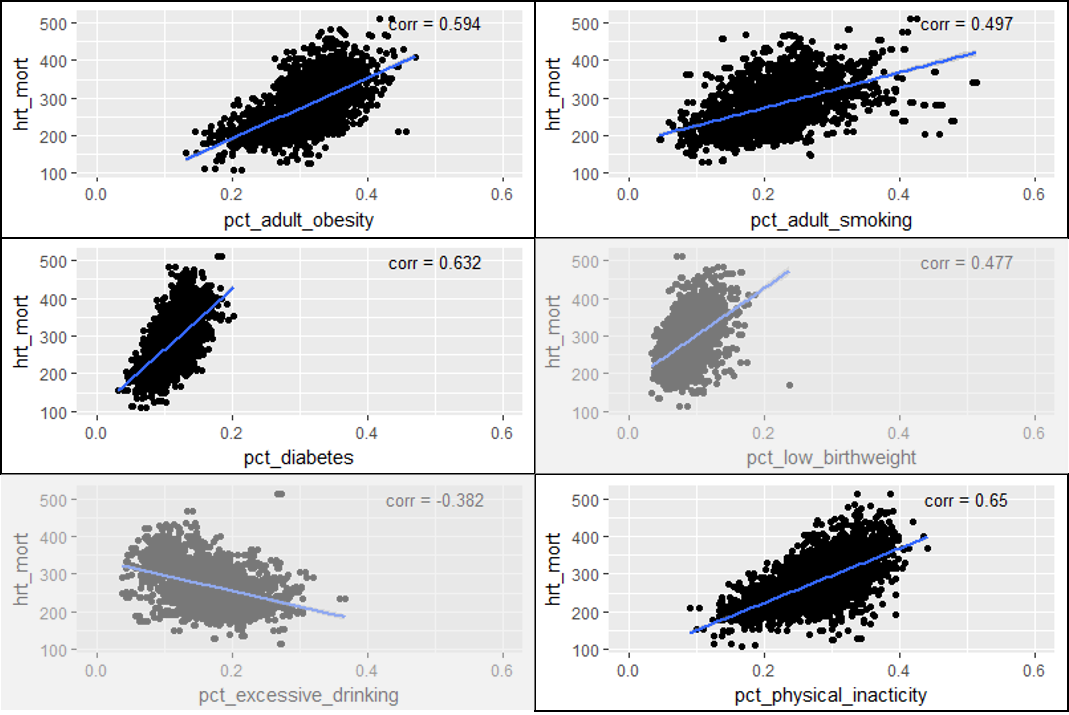 corr = 0.594
hrt_mort
500
400
300
200
100
0.0 0.2 0.4 0.6
pct_adult_obesity
corr = 0.497
hrt_mort
500
400
300
200
100
0.0 0.2 0.4 0.6
pct_adult_smoking
corr = 0.632
hrt_mort
500
400
300
200
100
0.0 0.2 0.4 0.6
pct_diabetes
corr = 0.477
hrt_mort
500
400
300
200
100
0.0 0.2 0.4 0.6
pct_low_birthweight
corr = -0.382
hrt_mort
500
400
300
200
100
0.0 0.2 0.4 0.6
pct_excessive_drinking
corr = 0.65
hrt_mort
500
400
300
200
100
0.0 0.2 0.4 0.6
pct_physical_inacticity